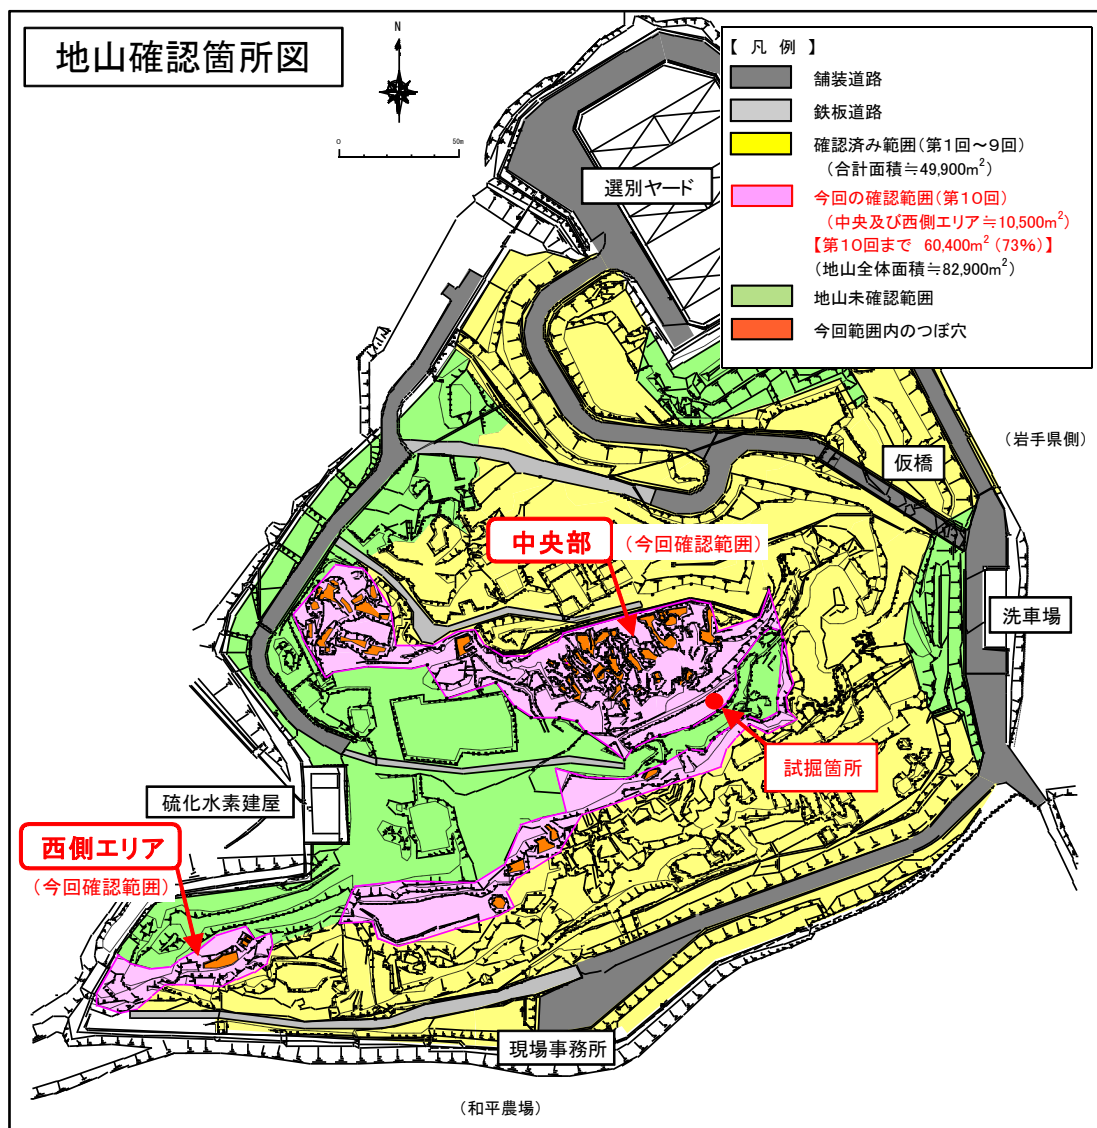 地山確認箇所図
N
0 50m
【 凡 例 】
舗装道路
鉄板道路
確認済み範囲(第1回～9回)
(合計面積≒49,900m²)
今回の確認範囲(第10回)
(中央及び西側エリア≒10,500m²)
【第10回まで 60,400m² (73%)】
(地山全体面積≒82,900m²)
地山未確認範囲
今回範囲内のつぼ穴
選別ヤード
(岩手県側)
仮橋
中央部
(今回確認範囲)
洗車場
試掘箇所
硫化水素建屋
西側エリア
(今回確認範囲)
現場事務所
(和平農場)